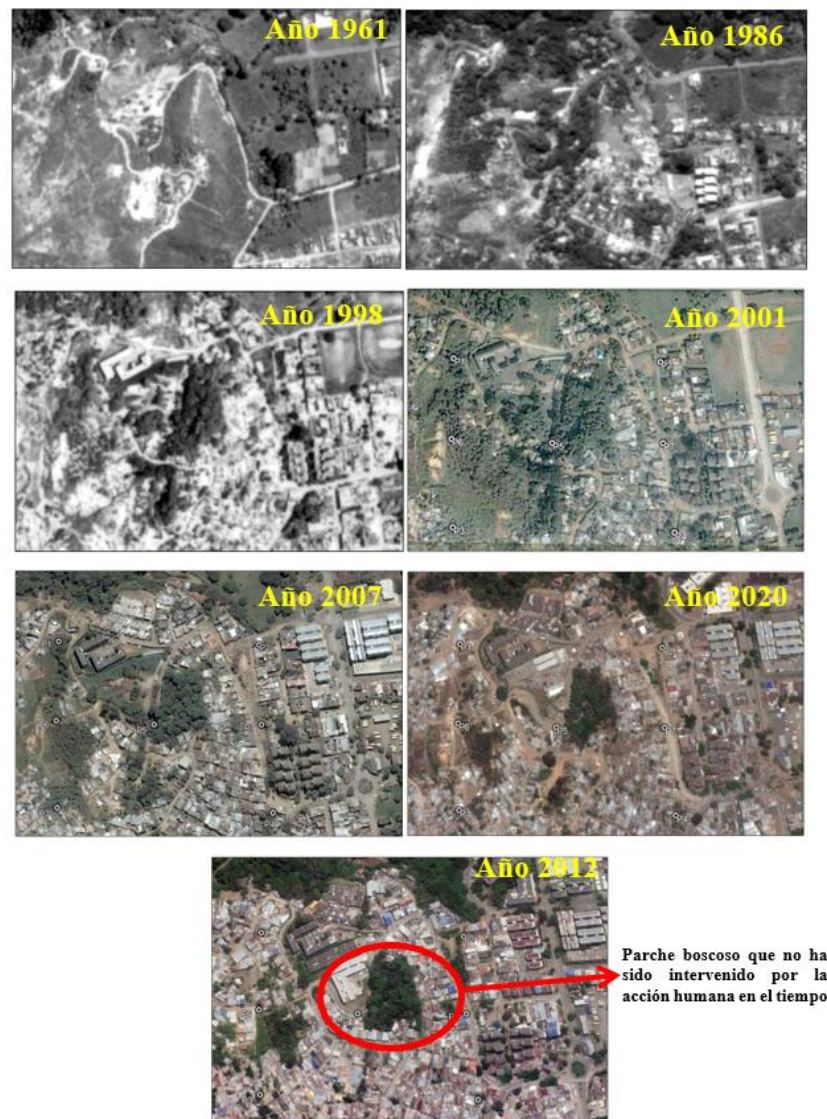 Año 1961
Año 1986
Año 1998
Año 2001
Año 2007
Año 2020
Año 2012
Parche boscoso que no ha
sido intervenido por la
acción humana en el tiempo